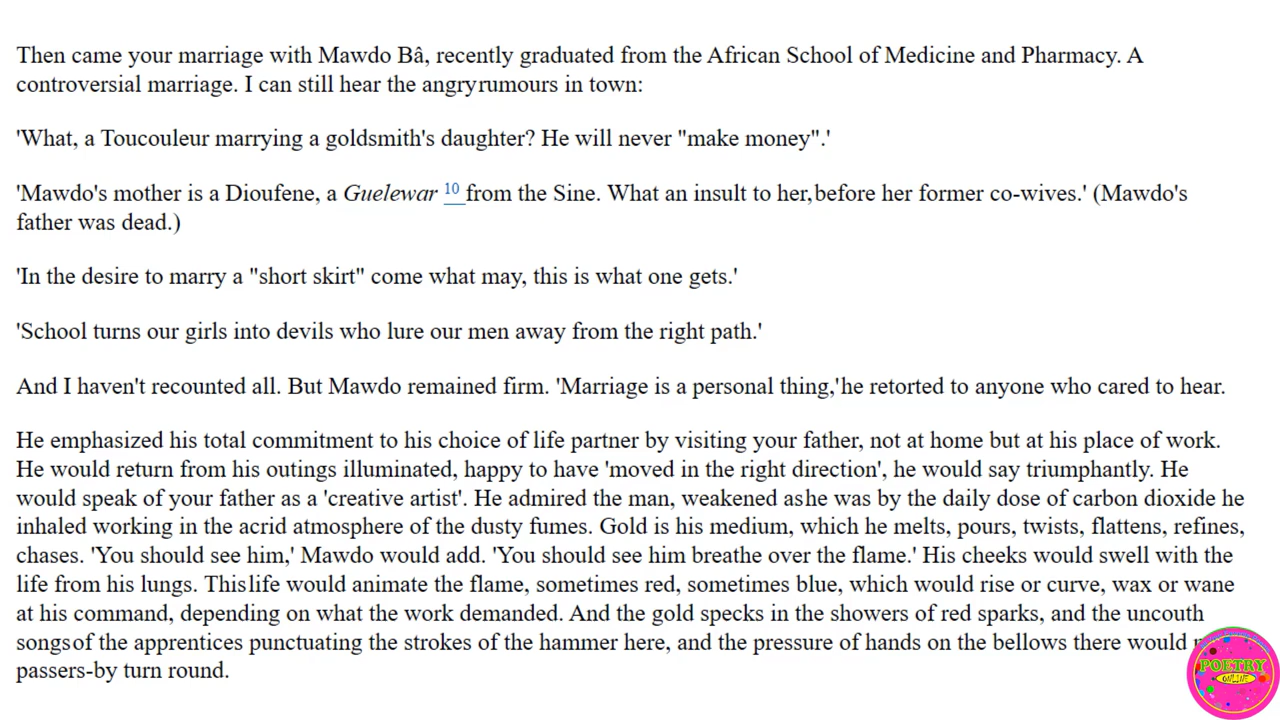 Then came your marriage with Mawdo Bâ, recently graduated from the African School of Medicine and Pharmacy. A
controversial marriage. I can still hear the angryrumours in town:
'What, a Toucouleur marrying a goldsmith's daughter? He will never "make money".'
'Mawdo's mother is a Dioufene, a Guelewar 10 from the Sine. What an insult to her,before her former co-wives.' (Mawdo's
father was dead.)
'In the desire to marry a "short skirt" come what may, this is what one gets.'
'School turns our girls into devils who lure our men away from the right path.'
And I haven't recounted all. But Mawdo remained firm. 'Marriage is a personal thing,'he retorted to anyone who cared to hear.
He emphasized his total commitment to his choice of life partner by visiting your father, not at home but at his place of work.
He would return from his outings illuminated, happy to have 'moved in the right direction', he would say triumphantly. He
would speak of your father as a 'creative artist'. He admired the man, weakened ashe was by the daily dose of carbon dioxide he
inhaled working in the acrid atmosphere of the dusty fumes. Gold is his medium, which he melts, pours, twists, flattens, refines,
chases. 'You should see him,' Mawdo would add. 'You should see him breathe over the flame.' His cheeks would swell with the
life from his lungs. Thislife would animate the flame, sometimes red, sometimes blue, which would rise or curve, wax or wane
at his command, depending on what the work demanded. And the gold specks in the showers of red sparks, and the uncouth
songsof the apprentices punctuating the strokes of the hammer here, and the pressure of hands on the bellows there would
passers-by turn round.
POETRY
ONLINE